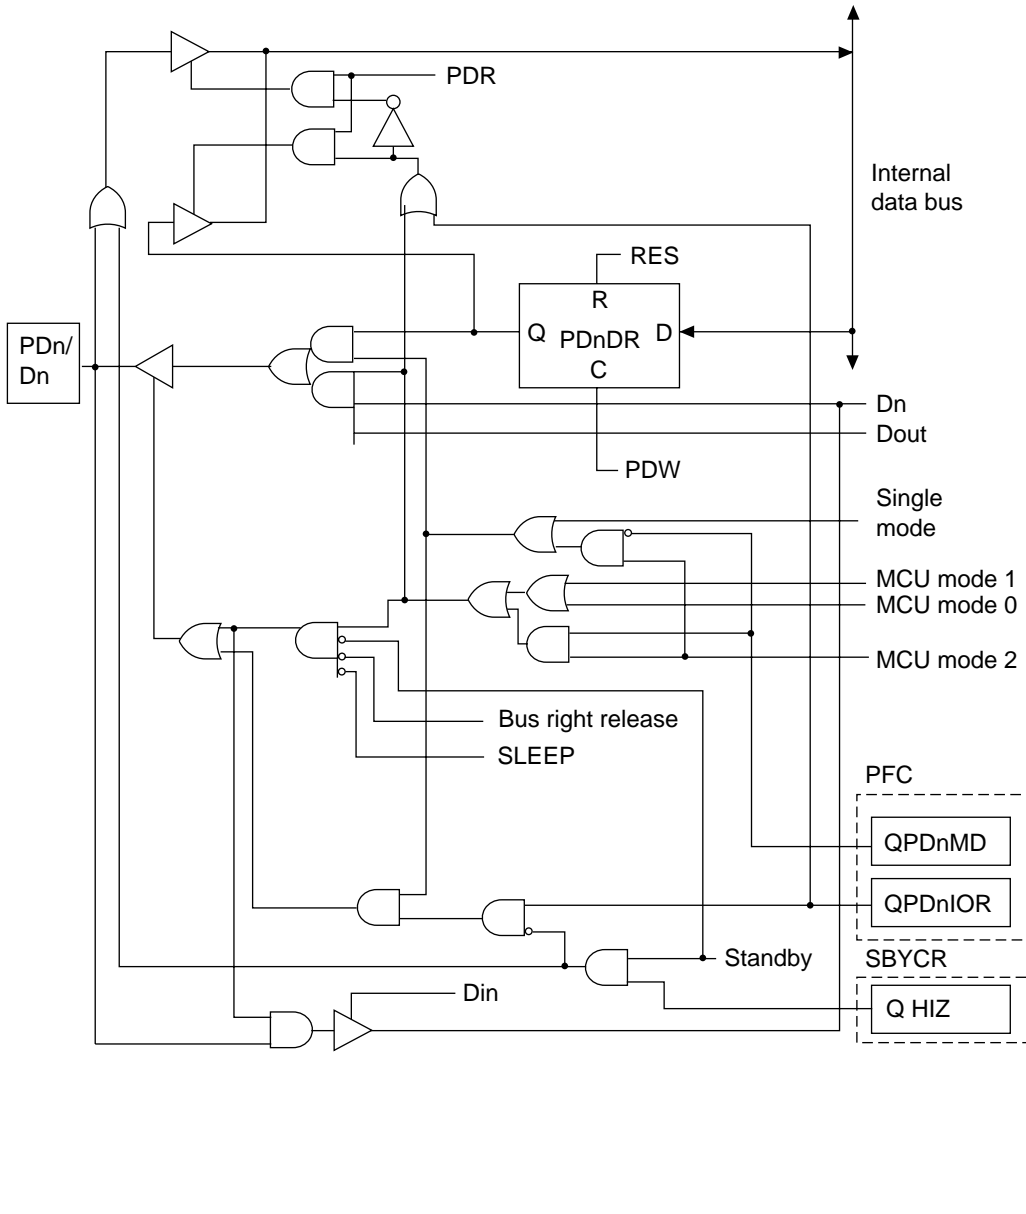 PDR
Internal
data bus
RES
R
Q
PDnDR
D
C
PDn/
Dn
Dn
Dout
PDW
Single
mode
MCU mode 1
MCU mode 0
MCU mode 2
Bus right release
SLEEP
PFC
QPDnMD
QPDnIOR
Standby
SBYCR
Din
Q HIZ